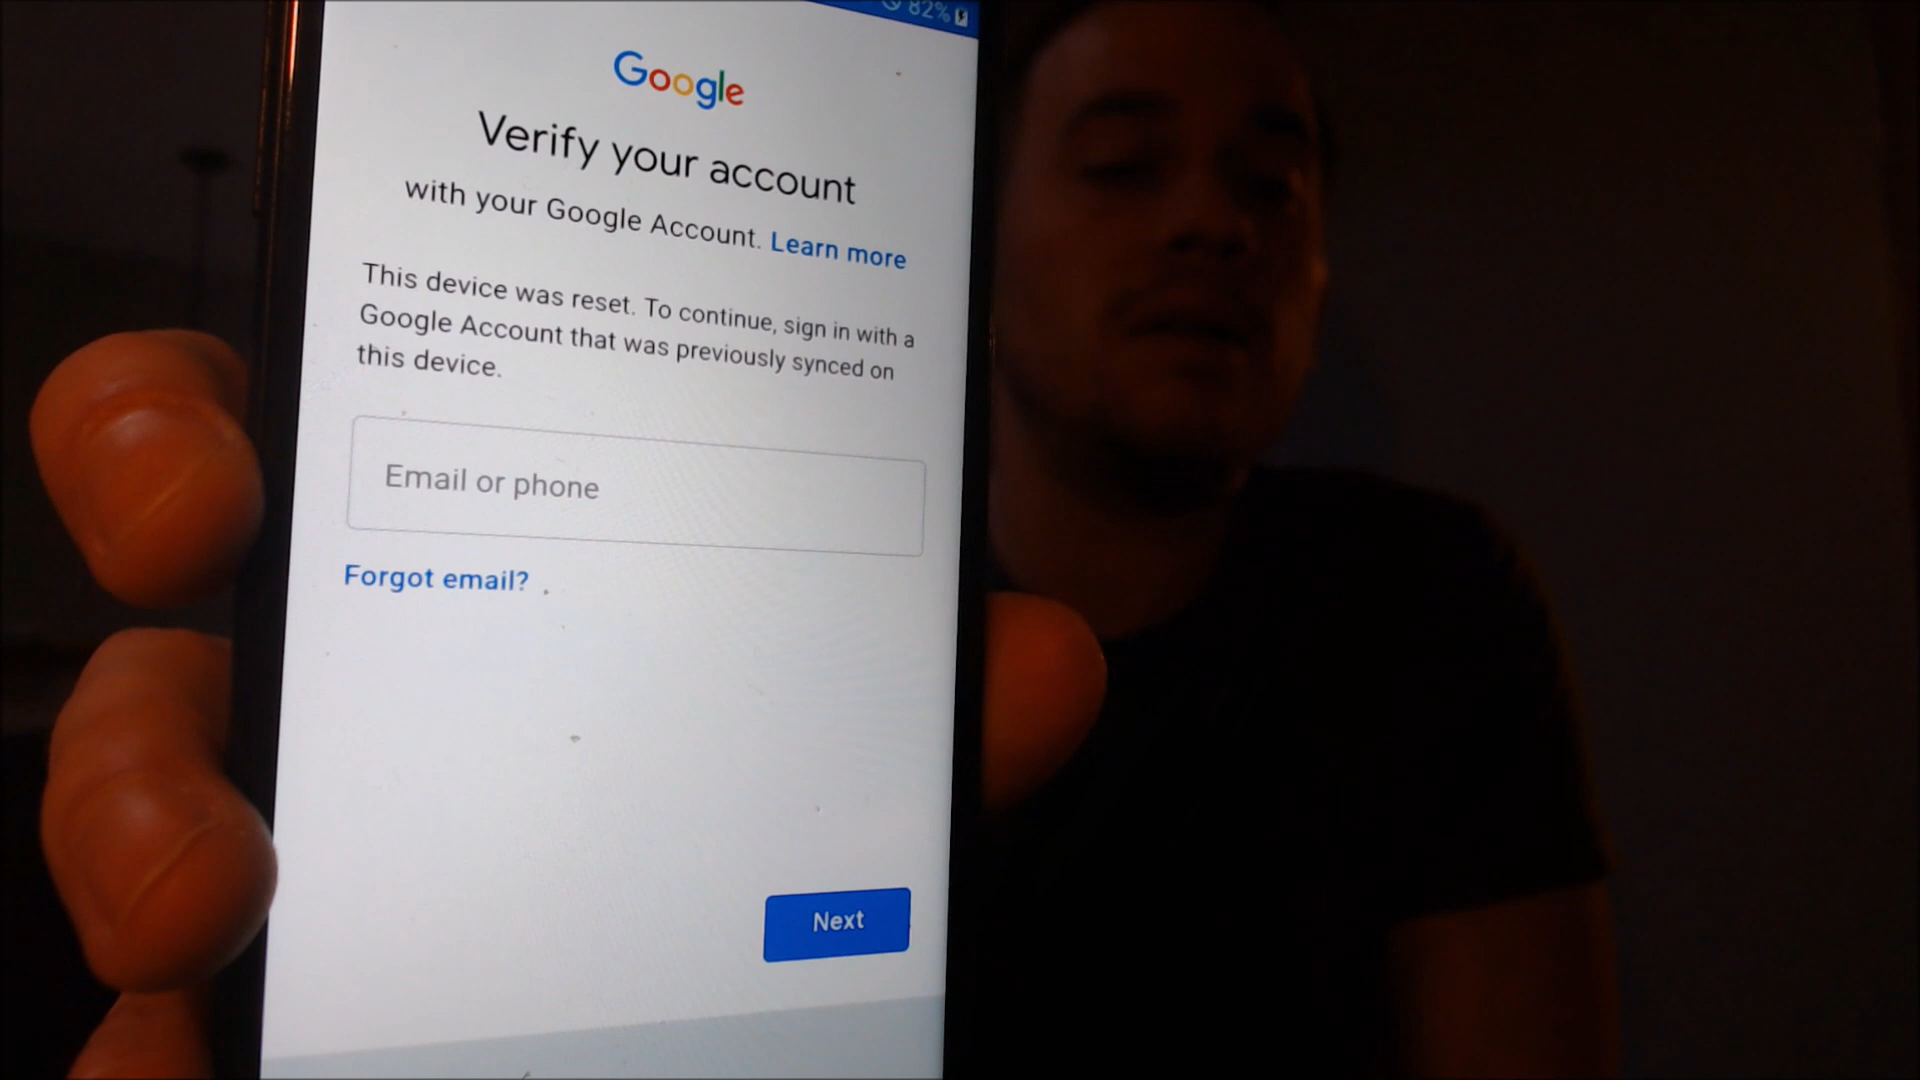 82%
Google
Verify your account
with your Google Account. Learn more
This device was reset. To continue, sign in with a
Google Account that was previously synced on
this device.
Email or phone
Forgot email?
Next